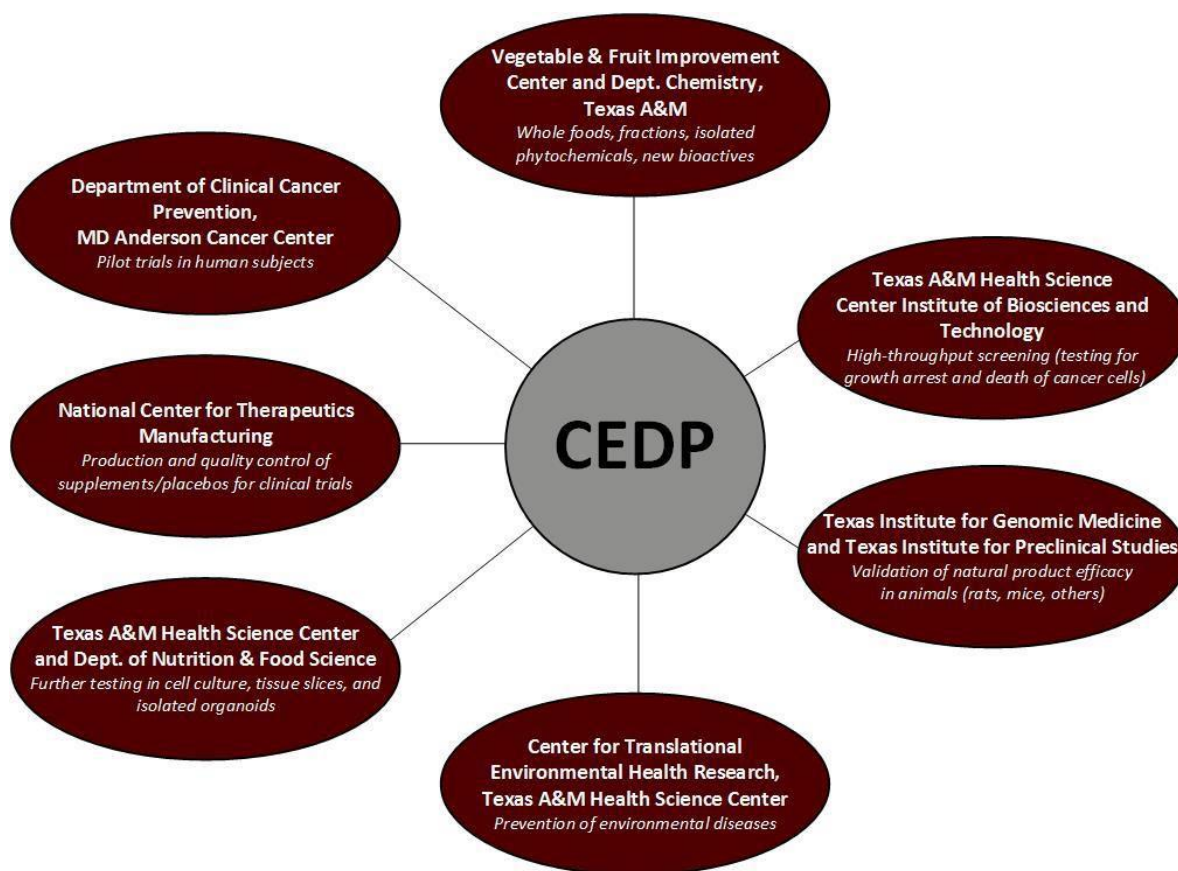 Vegetable & Fruit Improvement
Center and Dept. Chemistry,
Texas A&M
Whole foods, fractions, isolated
phytochemicals, new bioactives
Department of Clinical Cancer
Prevention,
MD Anderson Cancer Center
Pilot trials in human subjects
Texas A&M Health Science
Center Institute of Biosciences and
Technology
High-throughput screening (testing for
growth arrest and death of cancer cells)
National Center for Therapeutics
Manufacturing
Production and quality control of
supplements/placebos for clinical trials
CEDP
Texas Institute for Genomic Medicine
and Texas Institute for Preclinical Studies
Validation of natural product efficacy
in animals (rats, mice, others)
Texas A&M Health Science Center
and Dept. of Nutrition & Food Science
Further testing in cell culture, tissue slices, and
isolated organoids
Center for Translational
Environmental Health Research,
Texas A&M Health Science Center
Prevention of environmental diseases